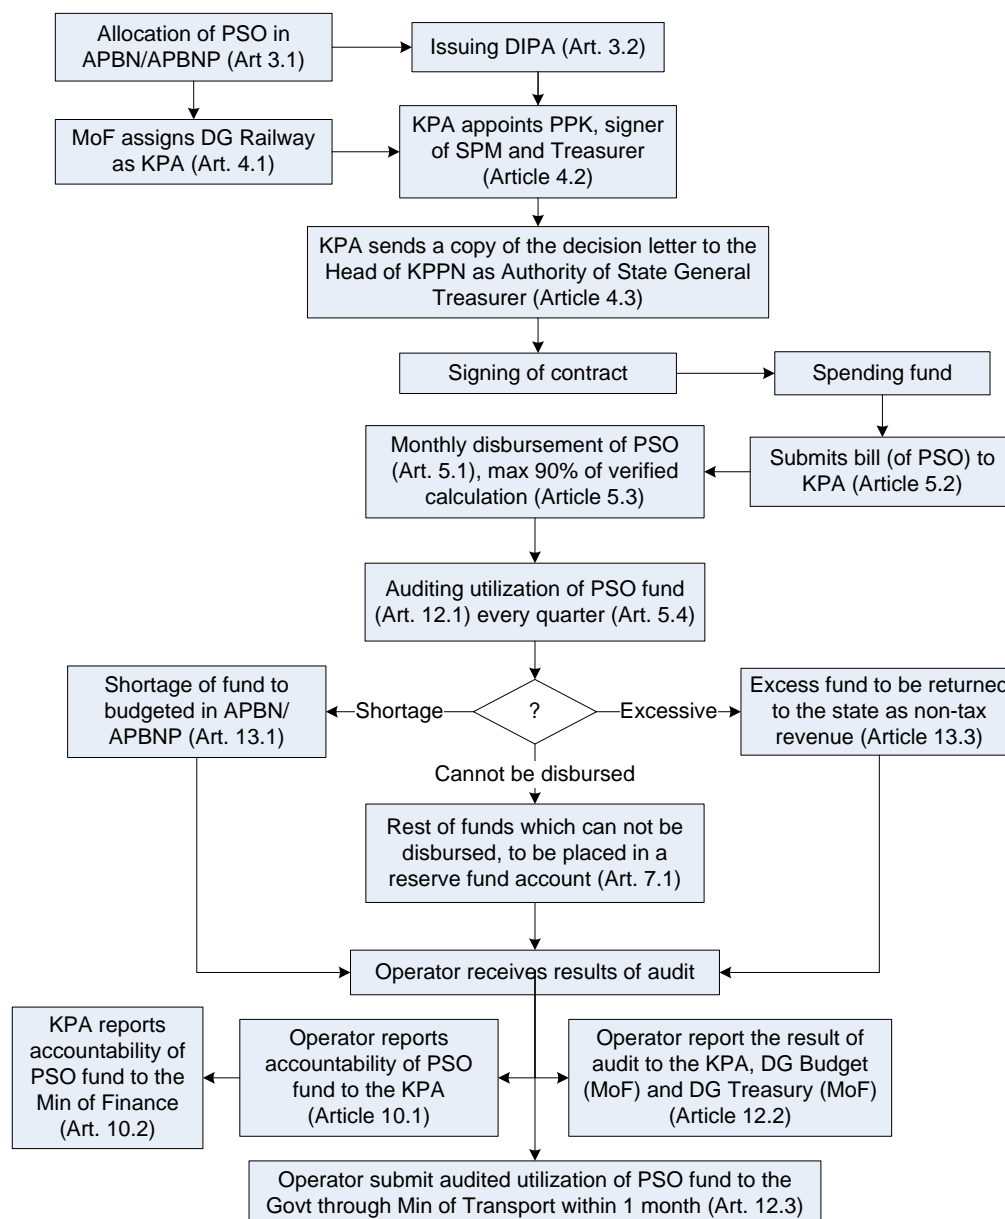 Allocation of PSO in
APBN/APBNP (Art 3.1)
Issuing DIPA (Art. 3.2)
MoF assigns DG Railway
as KPA (Art. 4.1)
KPA appoints PPK, signer
of SPM and Treasurer
(Article 4.2)
KPA sends a copy of the decision letter to the
Head of KPPN as Authority of State General
Treasurer (Article 4.3)
Signing of contract
Spending fund
Monthly disbursement of PSO
(Art. 5.1), max 90% of verified
calculation (Article 5.3)
Submits bill (of PSO) to
KPA (Article 5.2)
Auditing utilization of PSO fund
(Art. 12.1) every quarter (Art. 5.4)
Shortage of fund to
budgeted in APBN/
APBNP (Art. 13.1)
Shortage
?
Excessive
Excess fund to be returned
to the state as non-tax
revenue (Article 13.3)
Cannot be disbursed
Rest of funds which can not be
disbursed, to be placed in a
reserve fund account (Art. 7.1)
Operator receives results of audit
KPA reports
accountability of
PSO fund to the
Min of Finance
(Art. 10.2)
Operator reports
accountability of PSO
fund to the KPA
(Article 10.1)
Operator report the result of
audit to the KPA, DG Budget
(MoF) and DG Treasury (MoF)
(Article 12.2)
Operator submit audited utilization of PSO fund to the
Govt through Min of Transport within 1 month (Art. 12.3)